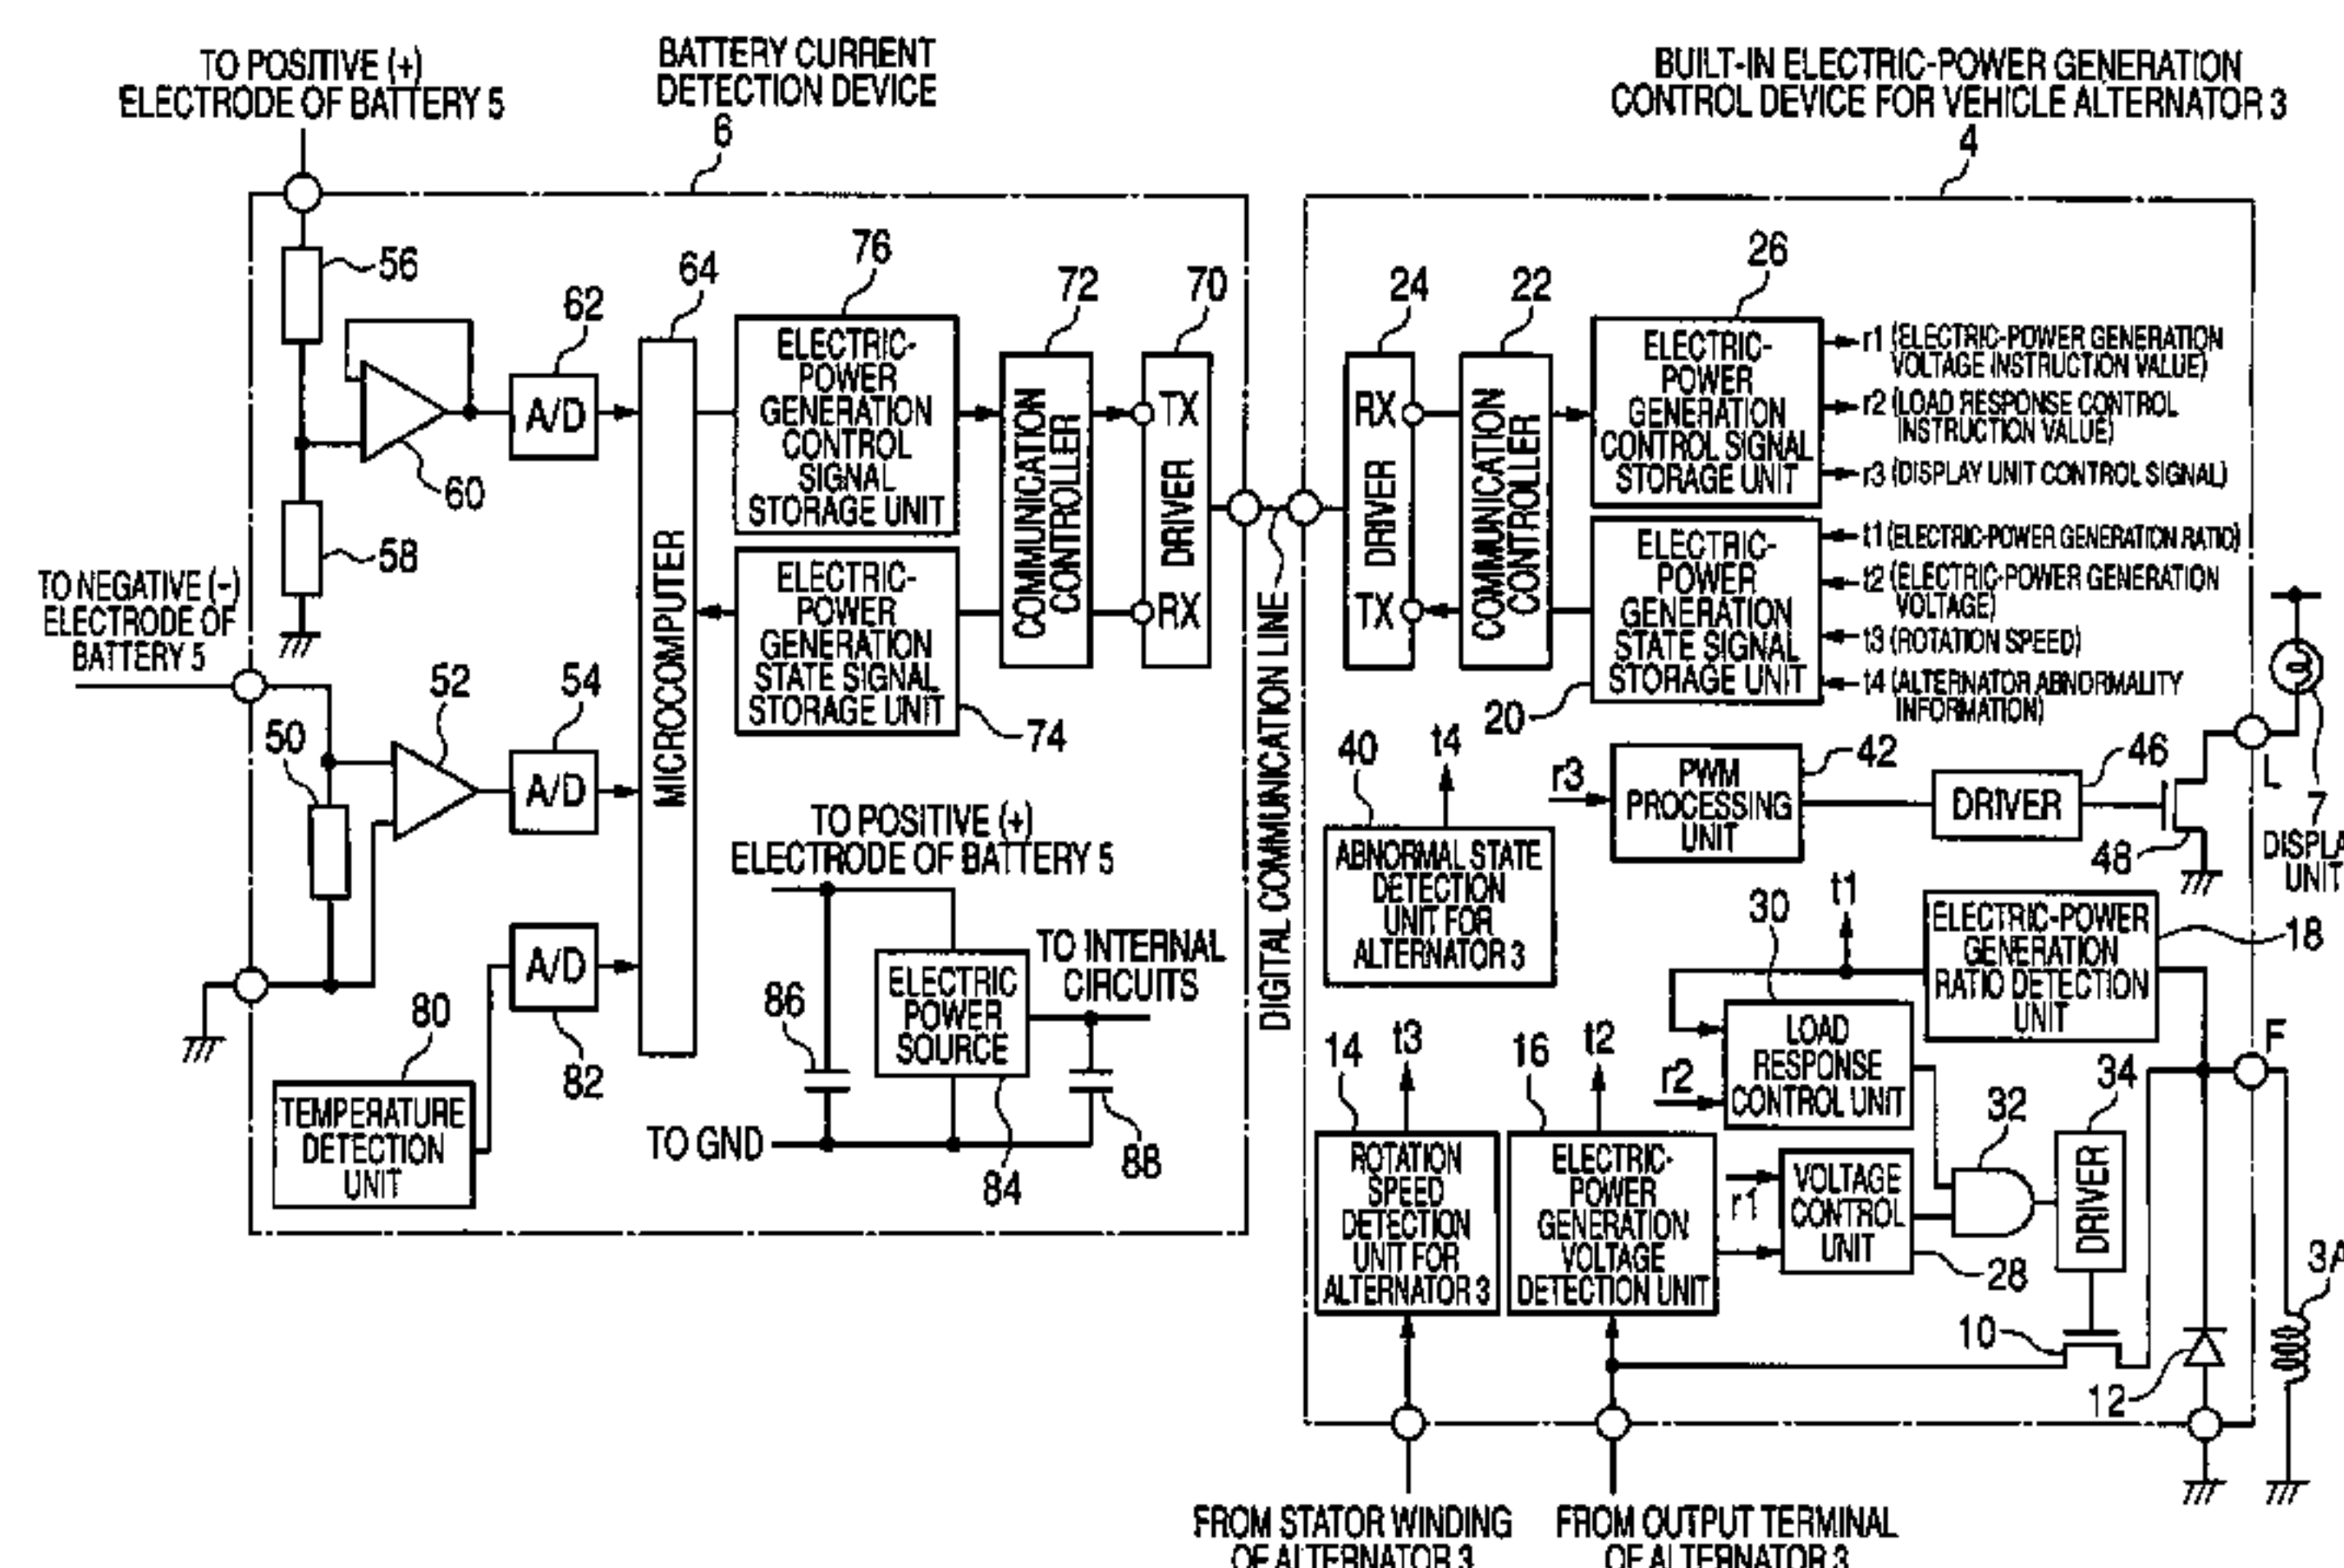 TO POSITIVE (+)
ELECTRODE OF BATTERY 5
BATTERY CURRENT
DETECTION DEVICE
6
BUILT-IN ELECTRIC-POWER GENERATION
CONTROL DEVICE FOR VEHICLE ALTERNATOR 3
4
56
62
A/D
60
58
TO NEGATIVE (-)
ELECTRODE OF
BATTERY 5
50
52
54
A/D
80
TEMPERATURE
DETECTION
UNIT
A/D
82
64
MICROCOMPUTER
76
ELECTRIC-
POWER
GENERATION
CONTROL
SIGNAL
STORAGE UNIT
ELECTRIC-
POWER
GENERATION
STATE SIGNAL
STORAGE UNIT
74
72
COMMUNICATION
CONTROLLER
70
TX
DRIVER
RX
TO POSITIVE (+)
ELECTRODE OF BATTERY 5
86
ELECTRIC
POWER
SOURCE
TO INTERNAL
CIRCUITS
TO GND
84
88
DIGITAL COMMUNICATION LINE
24
RX
DRIVER
TX
22
COMMUNICATION
CONTROLLER
26
ELECTRIC-
POWER
GENERATION
CONTROL SIGNAL
STORAGE UNIT
r1 (ELECTRIC-POWER GENERATION
VOLTAGE INSTRUCTION VALUE)
r2 (LOAD RESPONSE CONTROL
INSTRUCTION VALUE)
r3 (DISPLAY UNIT CONTROL SIGNAL)
ELECTRIC-
POWER
GENERATION
STATE SIGNAL
STORAGE UNIT
20
t1 (ELECTRIC-POWER GENERATION RATIO)
t2 (ELECTRIC-POWER GENERATION
VOLTAGE)
t3 (ROTATION SPEED)
t4 (ALTERNATOR ABNORMALITY
INFORMATION)
40
t4
ABNORMAL STATE
DETECTION
UNIT FOR
ALTERNATOR 3
r3
PWM
PROCESSING
UNIT
42
DRIVER
46
48
L
7
DISPLA
UNIT
t1
30
ELECTRIC-POWER
GENERATION
RATIO DETECTION
UNIT
18
LOAD
RESPONSE
CONTROL UNIT
r2
F
14
t3
ROTATION
SPEED
DETECTION
UNIT FOR
ALTERNATOR 3
16
t2
ELECTRIC-
POWER
GENERATION
VOLTAGE
DETECTION UNIT
r1
VOLTAGE
CONTROL
UNIT
28
32
34
DRIVER
10
12
3A
FROM STATOR WINDING
OF ALTERNATOR 3
FROM OUTPUT TERMINAL
OF ALTERNATOR 3